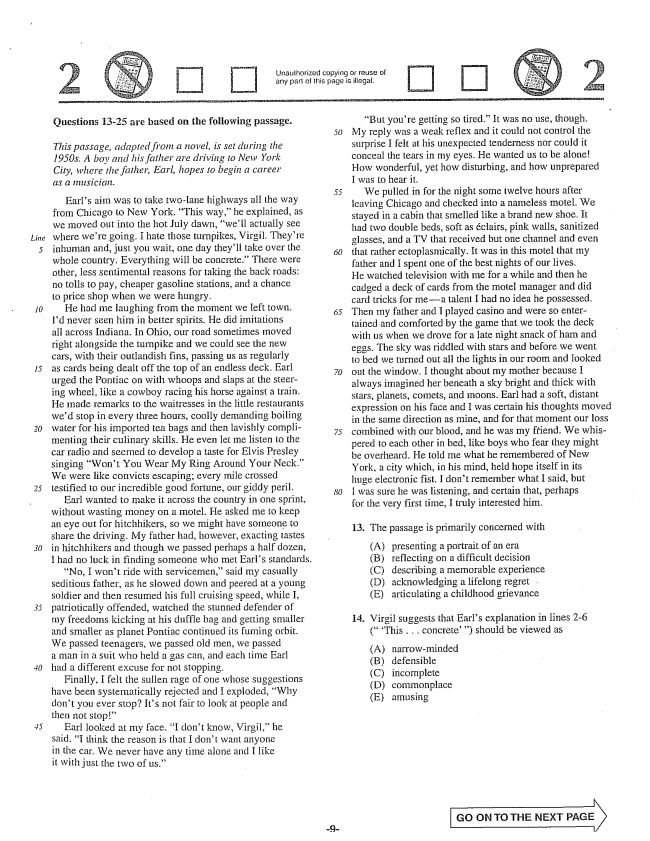 2
Unauthorized copying or reuse of
any part of this page is illegal.
2
Questions 13-25 are based on the following passage.
This passage, adapted from a novel, is set during the
1950s. A boy and his father are driving to New York
City, where the father, Earl, hopes to begin a career
as a musician.
Earl's aim was to take two-lane highways all the way
from Chicago to New York. "This way," he explained, as
we moved out into the hot July dawn, "we'll actually see
Line where we're going. I hate those turnpikes, Virgil. They're
5 inhuman and, just you wait, one day they'll take over the
whole country. Everything will be concrete." There were
other, less sentimental reasons for taking the back roads:
no tolls to pay, cheaper gasoline stations, and a chance
to price shop when we were hungry.
10 He had me laughing from the moment we left town.
I'd never seen him in better spirits. He did imitations
all across Indiana. In Ohio, our road sometimes moved
right alongside the turnpike and we could see the new
cars, with their outlandish fins, passing us as regularly
15 as cards being dealt off the top of an endless deck. Earl
urged the Pontiac on with whoops and slaps at the steer-
ing wheel, like a cowboy racing his horse against a train.
He made remarks to the waitresses in the little restaurants
we'd stop in every three hours, coolly demanding boiling
20 water for his imported tea bags and then lavishly compli-
menting their culinary skills. He even let me listen to the
car radio and seemed to develop a taste for Elvis Presley
singing "Won't You Wear My Ring Around Your Neck."
We were like convicts escaping; every mile crossed
25 testified to our incredible good fortune, our giddy peril.
Earl wanted to make it across the country in one sprint,
without wasting money on a motel. He asked me to keep
an eye out for hitchhikers, so we might have someone to
share the driving. My father had, however, exacting tastes
30 in hitchhikers and though we passed perhaps a half dozen,
I had no luck in finding someone who met Earl's standards.
"No, I won't ride with servicemen," said my casually
seditious father, as he slowed down and peered at a young
soldier and then resumed his full cruising speed, while I,
35 patriotically offended, watched the stunned defender of
my freedoms kicking at his duffle bag and getting smaller
and smaller as planet Pontiac continued its fuming orbit.
We passed teenagers, we passed old men, we passed
a man in a suit who held a gas can, and each time Earl
40 had a different excuse for not stopping.
Finally, I felt the sullen rage of one whose suggestions
have been systematically rejected and I exploded, "Why
don't you ever stop? It's not fair to look at people and
then not stop!"
45 Earl looked at my face. "I don't know, Virgil," he
said. "I think the reason is that I don't want anyone
in the car. We never have any time alone and I like
it with just the two of us."
"But you're getting so tired." It was no use, though.
50 My reply was a weak reflex and it could not control the
surprise I felt at his unexpected tenderness nor could it
conceal the tears in my eyes. He wanted us to be alone!
How wonderful, yet how disturbing, and how unprepared
I was to hear it.
55 We pulled in for the night some twelve hours after
leaving Chicago and checked into a nameless motel. We
stayed in a cabin that smelled like a brand new shoe. It
had two double beds, soft as éclairs, pink walls, sanitized
glasses, and a TV that received but one channel and even
60 that rather ectoplasmically. It was in this motel that my
father and I spent one of the best nights of our lives.
He watched television with me for a while and then he
cadged a deck of cards from the motel manager and did
card tricks for me—a talent I had no idea he possessed.
65 Then my father and I played casino and were so enter-
tained and comforted by the game that we took the deck
with us when we drove for a late night snack of ham and
eggs. The sky was riddled with stars and before we went
to bed we turned out all the lights in our room and looked
70 out the window. I thought about my mother because I
always imagined her beneath a sky bright and thick with
stars, planets, comets, and moons. Earl had a soft, distant
expression on his face and I was certain his thoughts moved
in the same direction as mine, and for that moment our loss
75 combined with our blood, and he was my friend. We whis-
pered to each other in bed, like boys who fear they might
be overheard. He told me what he remembered of New
York, a city which, in his mind, held hope itself in its
huge electronic fist. I don't remember what I said, but
80 I was sure he was listening, and certain that, perhaps
for the very first time, I truly interested him.
13. The passage is primarily concerned with
(A) presenting a portrait of an era
(B) reflecting on a difficult decision
(C) describing a memorable experience
(D) acknowledging a lifelong regret
(E) articulating a childhood grievance
14. Virgil suggests that Earl's explanation in lines 2-6
(" 'This . . . concrete' ") should be viewed as
(A) narrow-minded
(B) defensible
(C) incomplete
(D) commonplace
(E) amusing
GO ON TO THE NEXT PAGE
-9-